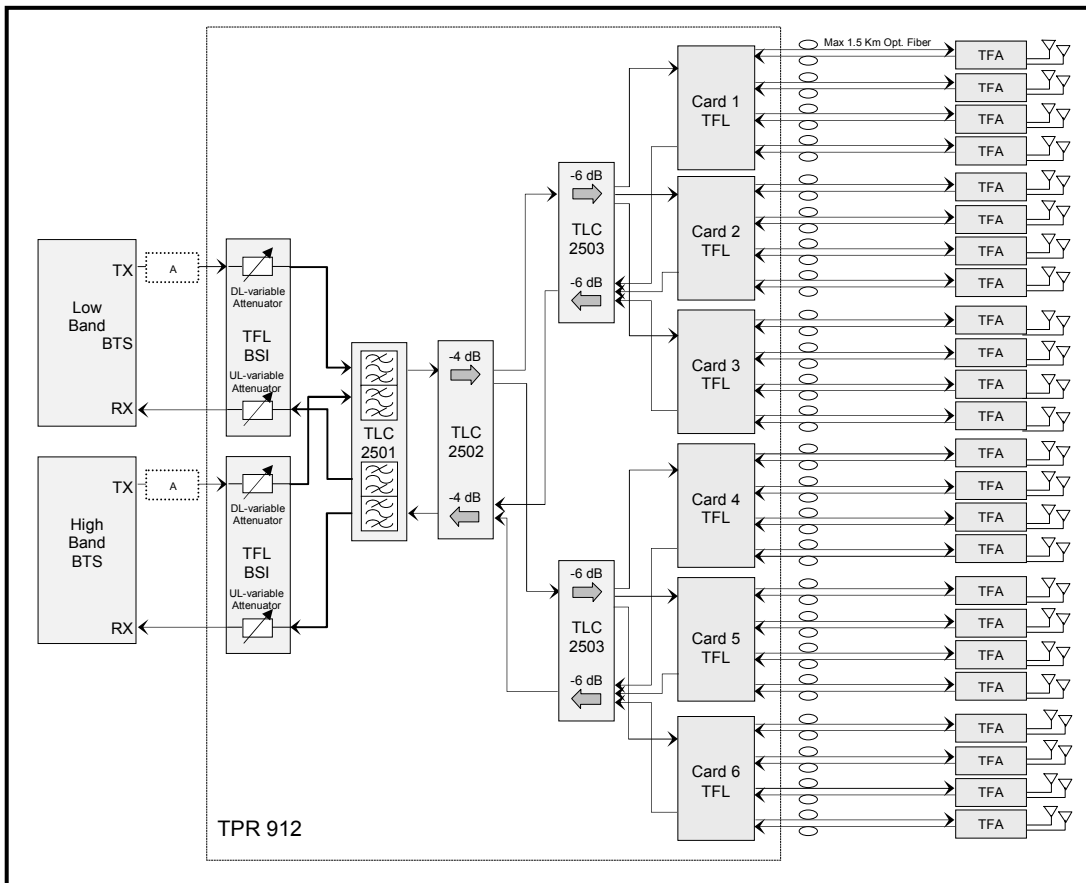 Max 1.5 Km Opt. Fiber
TFA
TFA
TFA
TFA
Card 1
TFL
TFA
TFA
TFA
TFA
Card 2
TFL
TFA
TFA
TFA
TFA
Card 3
TFL
TFA
TFA
TFA
TFA
Card 4
TFL
TFA
TFA
TFA
TFA
Card 5
TFL
TFA
TFA
TFA
TFA
Card 6
TFL
-6 dB
TLC
2503
-6 dB
-6 dB
TLC
2503
-6 dB
TX
Low
Band
BTS
RX
A
DL-variable
Attenuator
TFL
BSI
UL-variable
Attenuator
TX
High
Band
BTS
RX
A
DL-variable
Attenuator
TFL
BSI
UL-variable
Attenuator
TLC
2501
-4 dB
TLC
2502
-4 dB
TPR 912